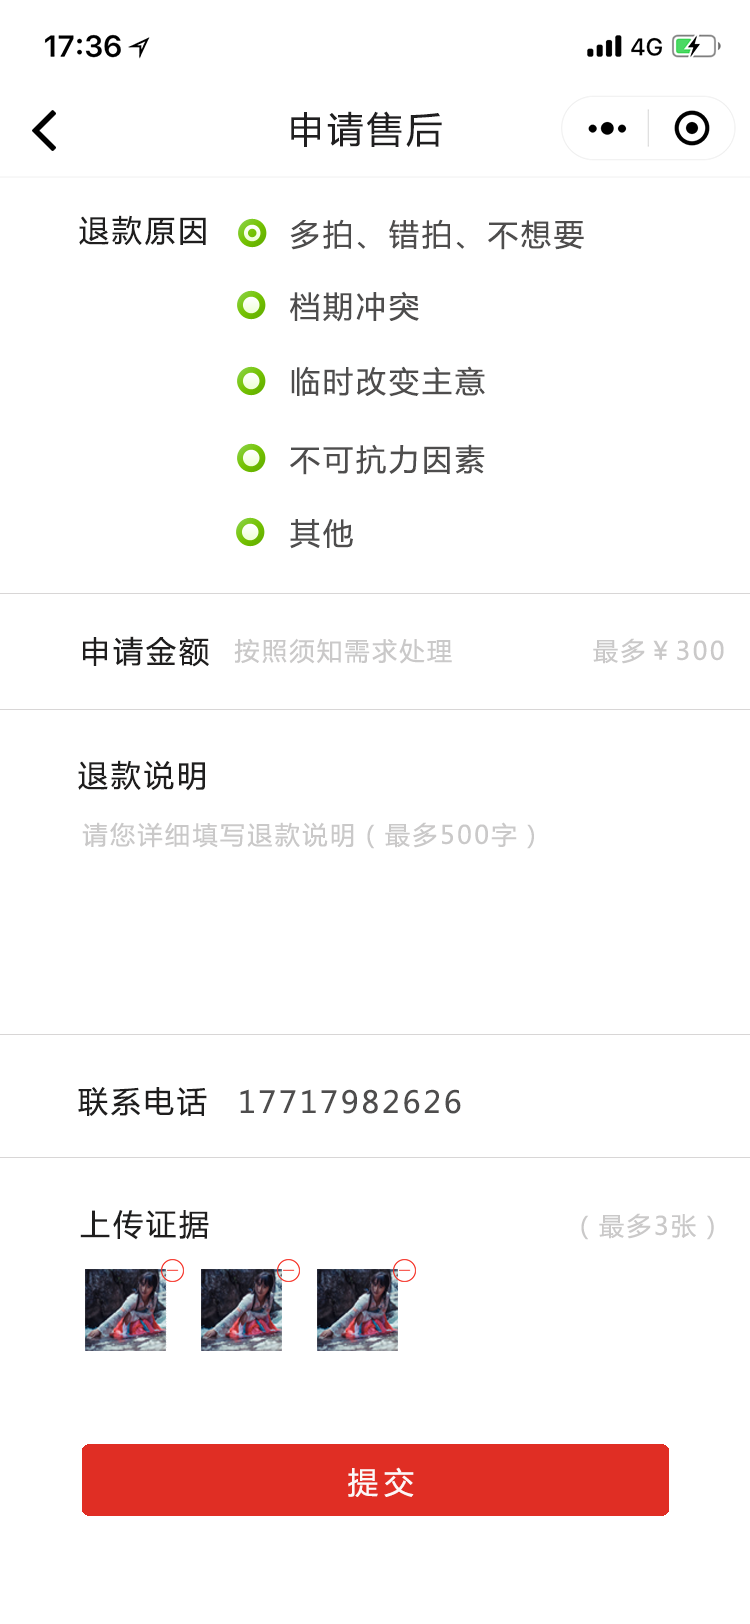 17:36 4G
申请售后
退款原因 多拍、错拍、不想要
档期冲突
临时改变主意
不可抗力因素
其他
申请金额 按照须知需求处理 最多￥300
退款说明
请您详细填写退款说明（最多500字）
联系电话 17717982626
上传证据 （最多3张）
提交